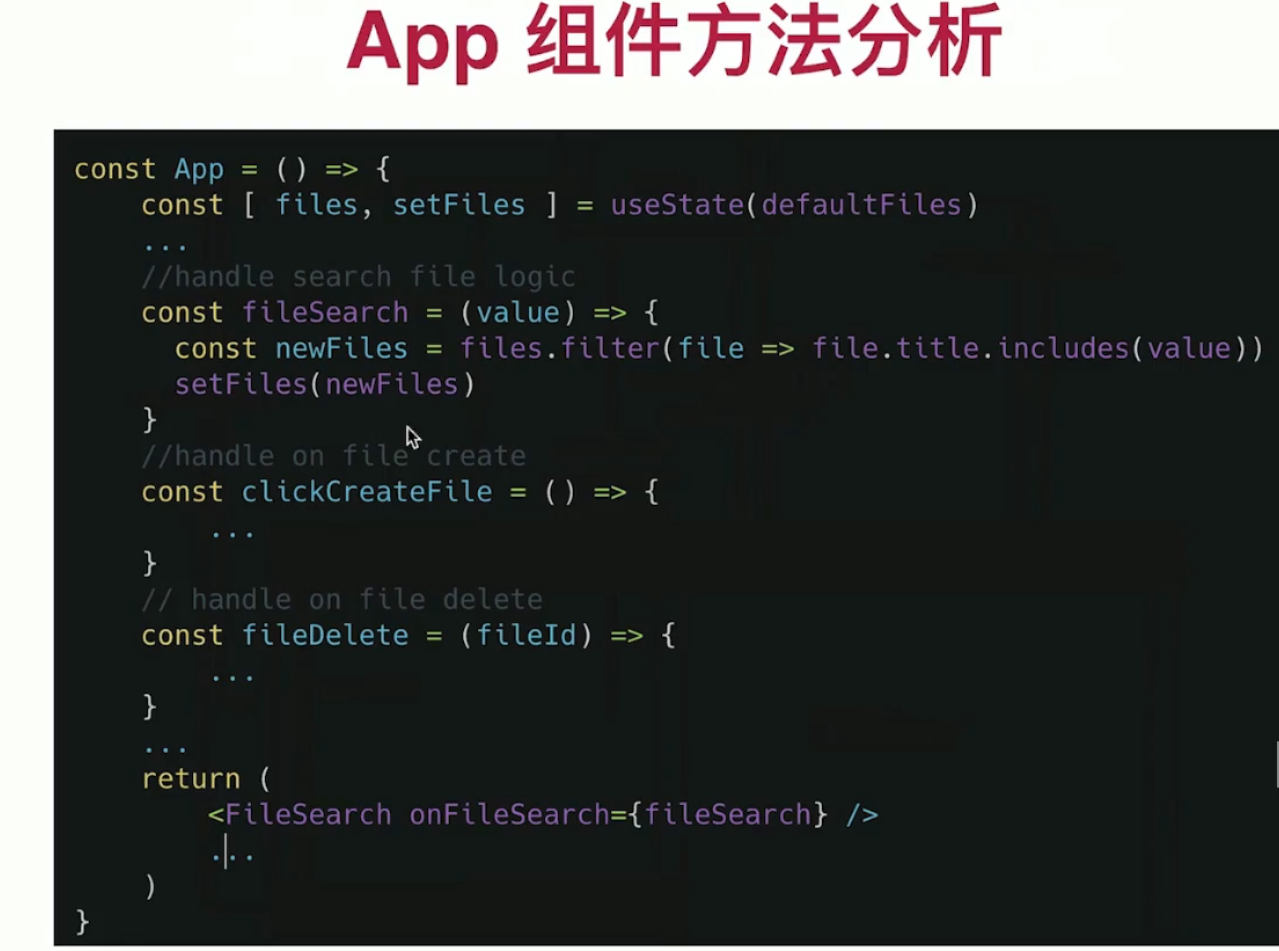 App 组件方法分析
const App = () => {
    const [ files, setFiles ] = useState(defaultFiles)
    ...
    //handle search file logic
    const fileSearch = (value) => {
      const newFiles = files.filter(file => file.title.includes(value))
      setFiles(newFiles)
    }
    //handle on file create
    const clickCreateFile = () => {
        ...
    }
    // handle on file delete
    const fileDelete = (fileId) => {
        ...
    }
    ...
    return (
        <FileSearch onFileSearch={fileSearch} />
        ...
    )
}